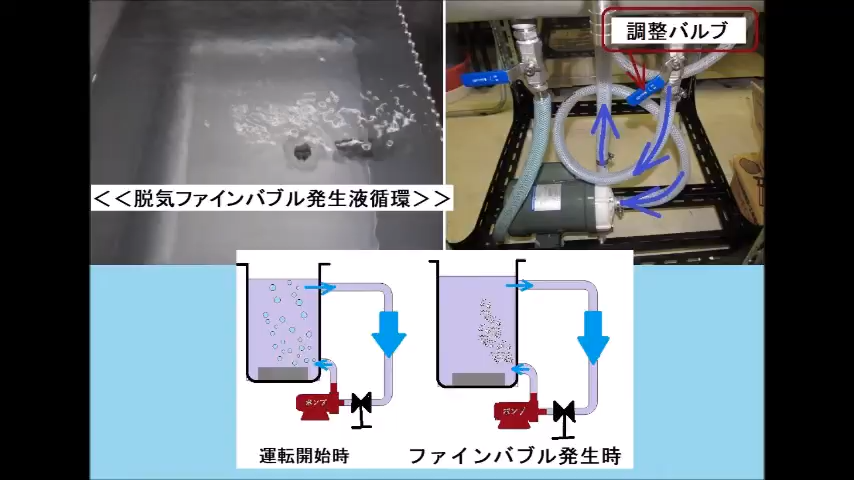 調整バルブ
<<脱気ファインバブル発生液循環>>
ポンプ
ポンプ
運転開始時
ファインバブル発生時